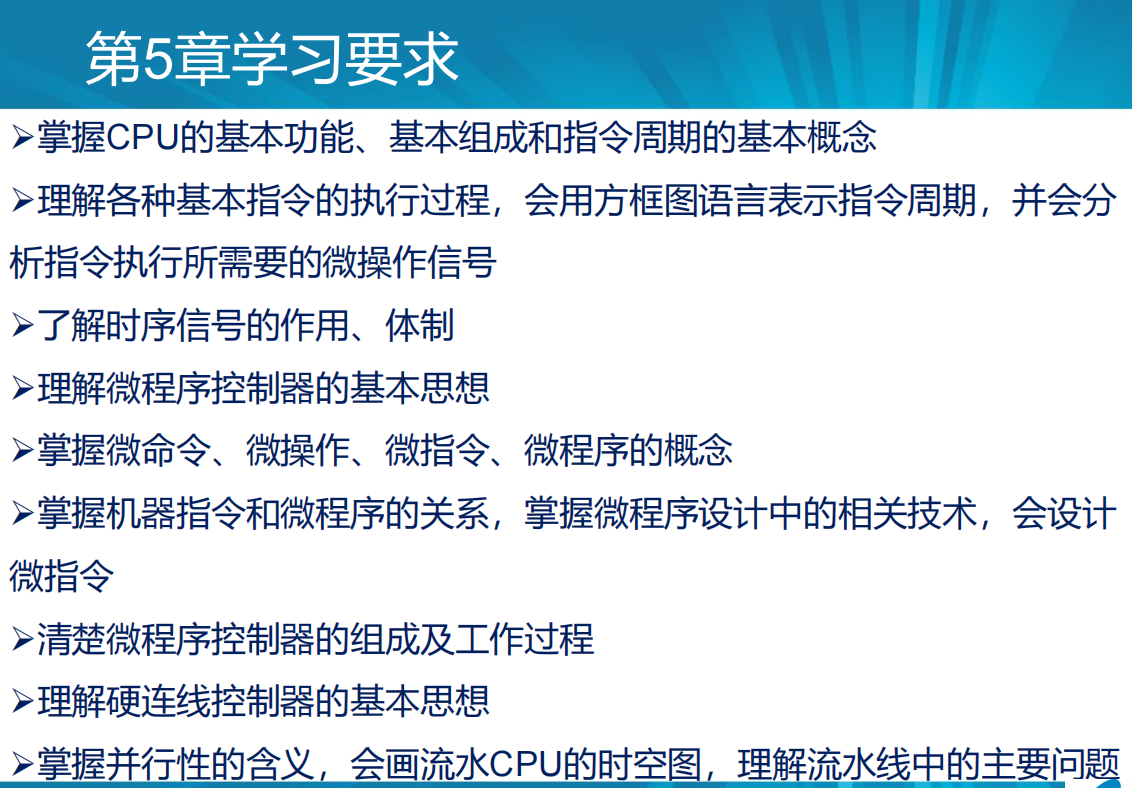 第5章学习要求
➢掌握CPU的基本功能、基本组成和指令周期的基本概念
➢理解各种基本指令的执行过程，会用方框图语言表示指令周期，并会分
析指令执行所需要的微操作信号
➢了解时序信号的作用、体制
➢理解微程序控制器的基本思想
➢掌握微命令、微操作、微指令、微程序的概念
➢掌握机器指令和微程序的关系，掌握微程序设计中的相关技术，会设计
微指令
➢清楚微程序控制器的组成及工作过程
➢理解硬连线控制器的基本思想
➢掌握并行性的含义，会画流水CPU的时空图，理解流水线中的主要问题